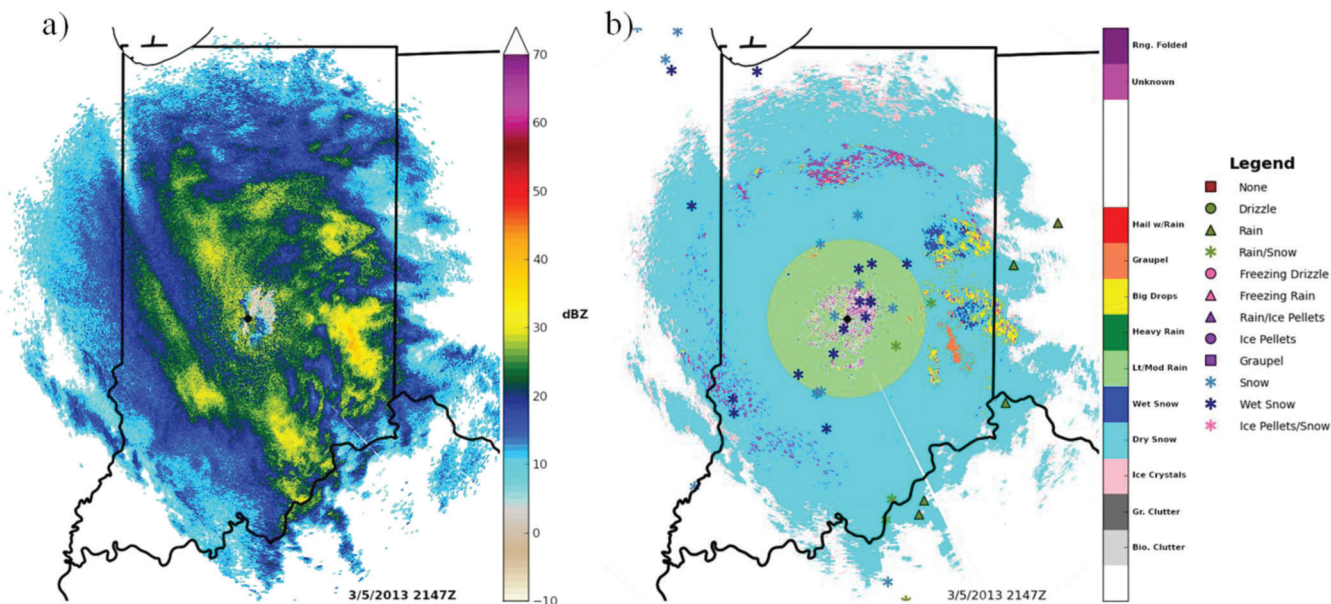 a)
70
60
50
40
dBZ
30
20
10
0
−10
3/5/2013 2147Z
b)
Rng. Folded
Unknown
Hail w/Rain
Graupel
Big Drops
Heavy Rain
Lt/Mod Rain
Wet Snow
Dry Snow
Ice Crystals
Gr. Clutter
Bio. Clutter
3/5/2013 2147Z
Legend
None
Drizzle
Rain
Rain/Snow
Freezing Drizzle
Freezing Rain
Rain/Ice Pellets
Ice Pellets
Graupel
Snow
Wet Snow
Ice Pellets/Snow